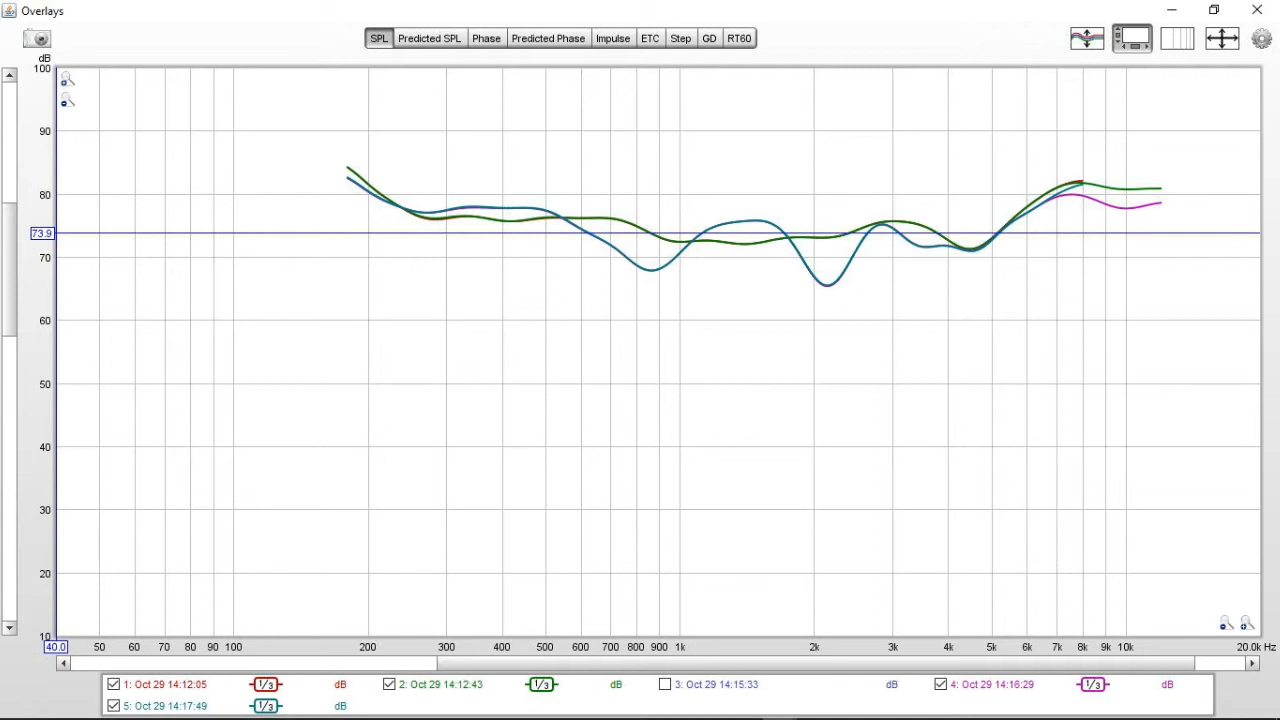 Overlays
SPL Predicted SPL Phase Predicted Phase Impulse ETC Step GD RT60
dB
100
90
80
73.9
70
60
50
40
30
20
10
40.0 50 60 70 80 90 100 200 300 400 500 600 700 800 900 1k 2k 3k 4k 5k 6k 7k 8k 9k 10k 20.0k Hz
1: Oct 29 14:12:05 1/3 dB 2: Oct 29 14:12:43 1/3 dB 3: Oct 29 14:15:33 dB 4: Oct 29 14:16:29 1/3 dB
5: Oct 29 14:17:49 1/3 dB